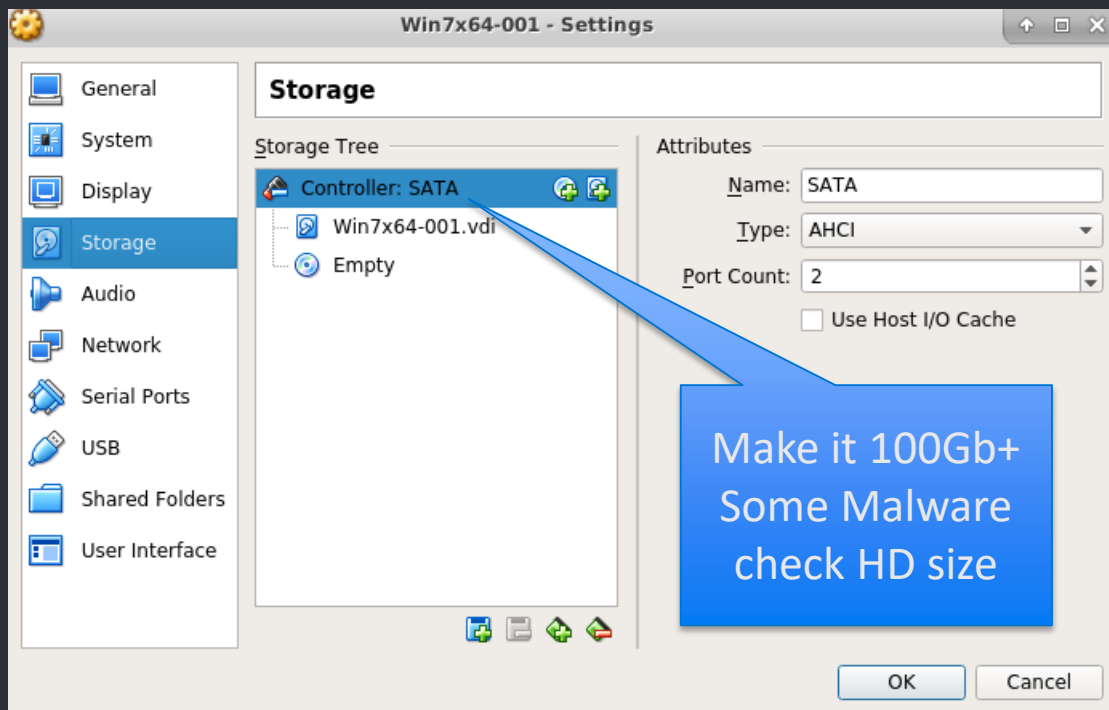 Win7x64-001 - Settings
General
System
Display
Storage
Audio
Network
Serial Ports
USB
Shared Folders
User Interface
Storage
Storage Tree
Controller: SATA
Win7x64-001.vdi
Empty
Attributes
Name: SATA
Type: AHCI
Port Count: 2
Use Host I/O Cache
Make it 100Gb+
Some Malware
check HD size
OK
Cancel